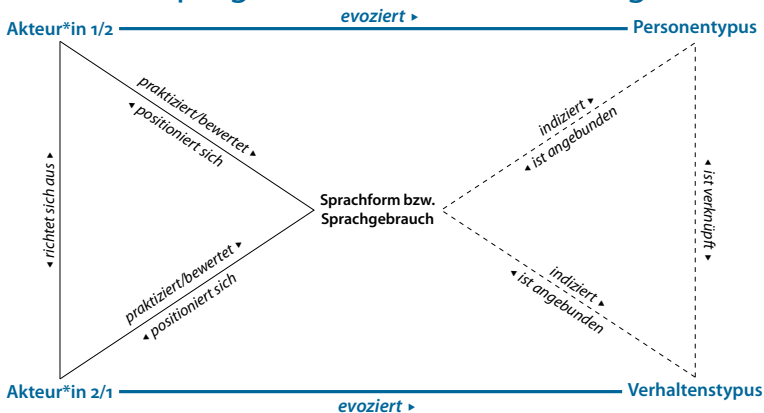 evoziert ▸
Akteur*in 1/2
Personentypus
praktiziert/bewertet ▸
◂ positioniert sich
indiziert ▸
◂ ist angebunden
◂ richtet sich aus ▸
Sprachform bzw.
Sprachgebrauch
◂ ist verknüpft ▸
praktiziert/bewertet ▸
◂ positioniert sich
indiziert ▸
◂ ist angebunden
Akteur*in 2/1
Verhaltenstypus
evoziert ▸